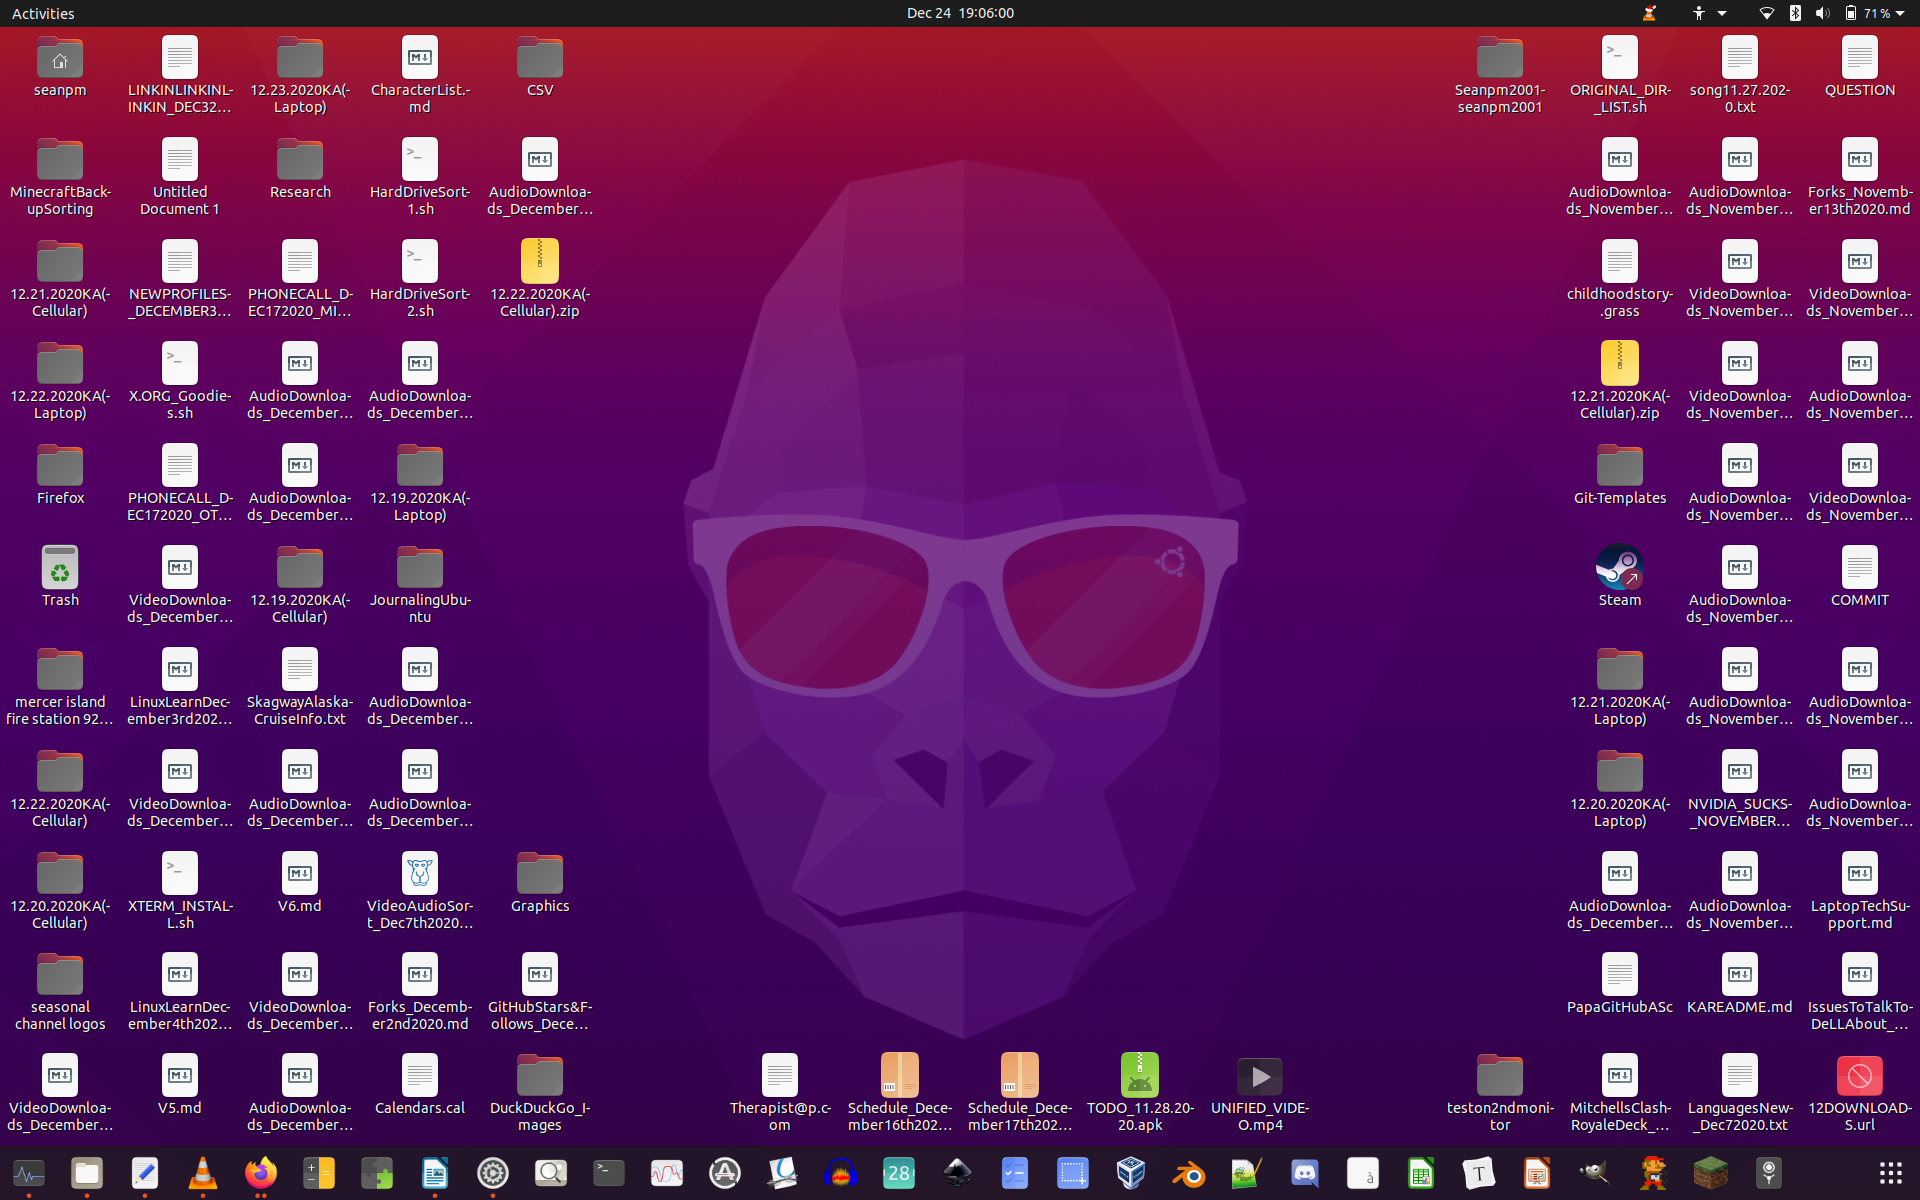 Activities
Dec 24 19:06:00
71 %
seanpm
LINKINLINKINL-
INKIN_DEC32...
12.23.2020KA(-
Laptop)
CharacterList.-
md
CSV
Seanpm2001-
seanpm2001
ORIGINAL_DIR-
_LIST.sh
song11.27.202-
0.txt
QUESTION
MinecraftBack-
upSorting
Untitled
Document 1
Research
HardDriveSort-
1.sh
AudioDownloa-
ds_December...
AudioDownloa-
ds_November...
AudioDownloa-
ds_November...
Forks_Novemb-
er13th2020.md
12.21.2020KA(-
Cellular)
NEWPROFILES-
_DECEMBER3...
PHONECALL_D-
EC172020_MI...
HardDriveSort-
2.sh
12.22.2020KA(-
Cellular).zip
childhoodstory-
.grass
VideoDownloa-
ds_November...
VideoDownloa-
ds_November...
12.22.2020KA(-
Laptop)
X.ORG_Goodie-
s.sh
AudioDownloa-
ds_December...
AudioDownloa-
ds_December...
12.21.2020KA(-
Cellular).zip
VideoDownloa-
ds_November...
AudioDownloa-
ds_November...
Firefox
PHONECALL_D-
EC172020_OT...
AudioDownloa-
ds_December...
12.19.2020KA(-
Laptop)
Git-Templates
AudioDownloa-
ds_November...
VideoDownloa-
ds_November...
Trash
VideoDownloa-
ds_December...
12.19.2020KA(-
Cellular)
JournalingUbu-
ntu
Steam
AudioDownloa-
ds_November...
COMMIT
mercer island
fire station 92...
LinuxLearnDec-
ember3rd202...
SkagwayAlaska-
CruiseInfo.txt
AudioDownloa-
ds_December...
12.21.2020KA(-
Laptop)
AudioDownloa-
ds_November...
AudioDownloa-
ds_November...
12.22.2020KA(-
Cellular)
VideoDownloa-
ds_December...
AudioDownloa-
ds_December...
AudioDownloa-
ds_December...
12.20.2020KA(-
Laptop)
NVIDIA_SUCKS-
_NOVEMBER...
AudioDownloa-
ds_November...
12.20.2020KA(-
Cellular)
XTERM_INSTAL-
L.sh
V6.md
VideoAudioSor-
t_Dec7th2020...
Graphics
AudioDownloa-
ds_December...
AudioDownloa-
ds_November...
LaptopTechSu-
pport.md
seasonal
channel logos
LinuxLearnDec-
ember4th202...
VideoDownloa-
ds_December...
Forks_Decemb-
er2nd2020.md
GitHubStars&F-
ollows_Dece...
PapaGitHubASc
KAREADME.md
IssuesToTalkTo-
DeLLAbout_...
VideoDownloa-
ds_December...
V5.md
AudioDownloa-
ds_December...
Calendars.cal
DuckDuckGo_I-
mages
Therapist@p.c-
om
Schedule_Dece-
mber16th202...
Schedule_Dece-
mber17th202...
TODO_11.28.20-
20.apk
UNIFIED_VIDE-
O.mp4
teston2ndmoni-
tor
MitchellsClash-
RoyaleDeck_...
LanguagesNew-
_Dec72020.txt
12DOWNLOAD-
S.url
28